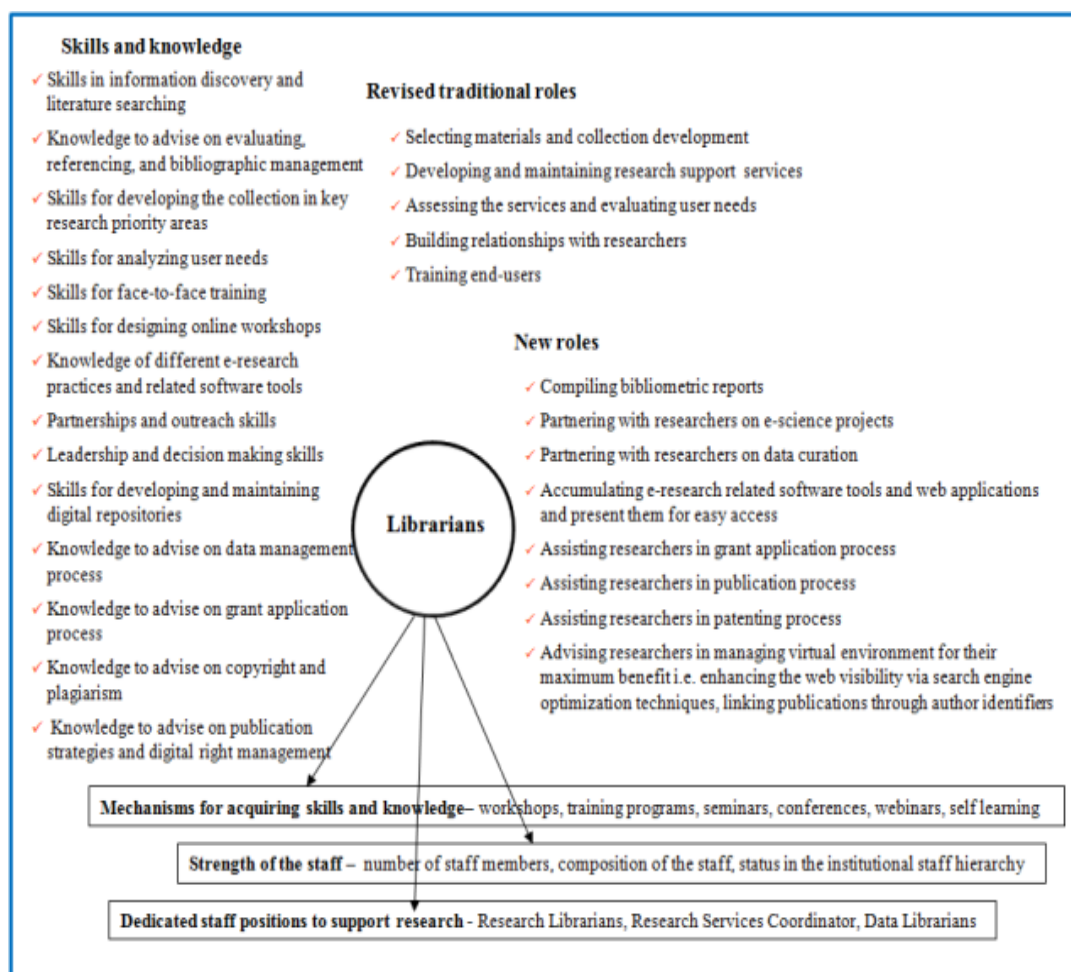 Skills and knowledge
✓ Skills in information discovery and
literature searching
✓ Knowledge to advise on evaluating,
referencing, and bibliographic management
✓ Skills for developing the collection in key
research priority areas
✓ Skills for analyzing user needs
✓ Skills for face-to-face training
✓ Skills for designing online workshops
✓ Knowledge of different e-research
practices and related software tools
✓ Partnerships and outreach skills
✓ Leadership and decision making skills
✓ Skills for developing and maintaining
digital repositories
✓ Knowledge to advise on data management
process
✓ Knowledge to advise on grant application
process
✓ Knowledge to advise on copyright and
plagiarism
✓ Knowledge to advise on publication
strategies and digital right management
Revised traditional roles
✓ Selecting materials and collection development
✓ Developing and maintaining research support services
✓ Assessing the services and evaluating user needs
✓ Building relationships with researchers
✓ Training end-users
New roles
✓ Compiling bibliometric reports
✓ Partnering with researchers on e-science projects
✓ Partnering with researchers on data curation
✓ Accumulating e-research related software tools and web applications
and present them for easy access
✓ Assisting researchers in grant application process
✓ Assisting researchers in publication process
✓ Assisting researchers in patenting process
✓ Advising researchers in managing virtual environment for their
maximum benefit i.e. enhancing the web visibility via search engine
optimization techniques, linking publications through author identifiers
Librarians
Mechanisms for acquiring skills and knowledge– workshops, training programs, seminars, conferences, webinars, self learning
Strength of the staff – number of staff members, composition of the staff, status in the institutional staff hierarchy
Dedicated staff positions to support research - Research Librarians, Research Services Coordinator, Data Librarians